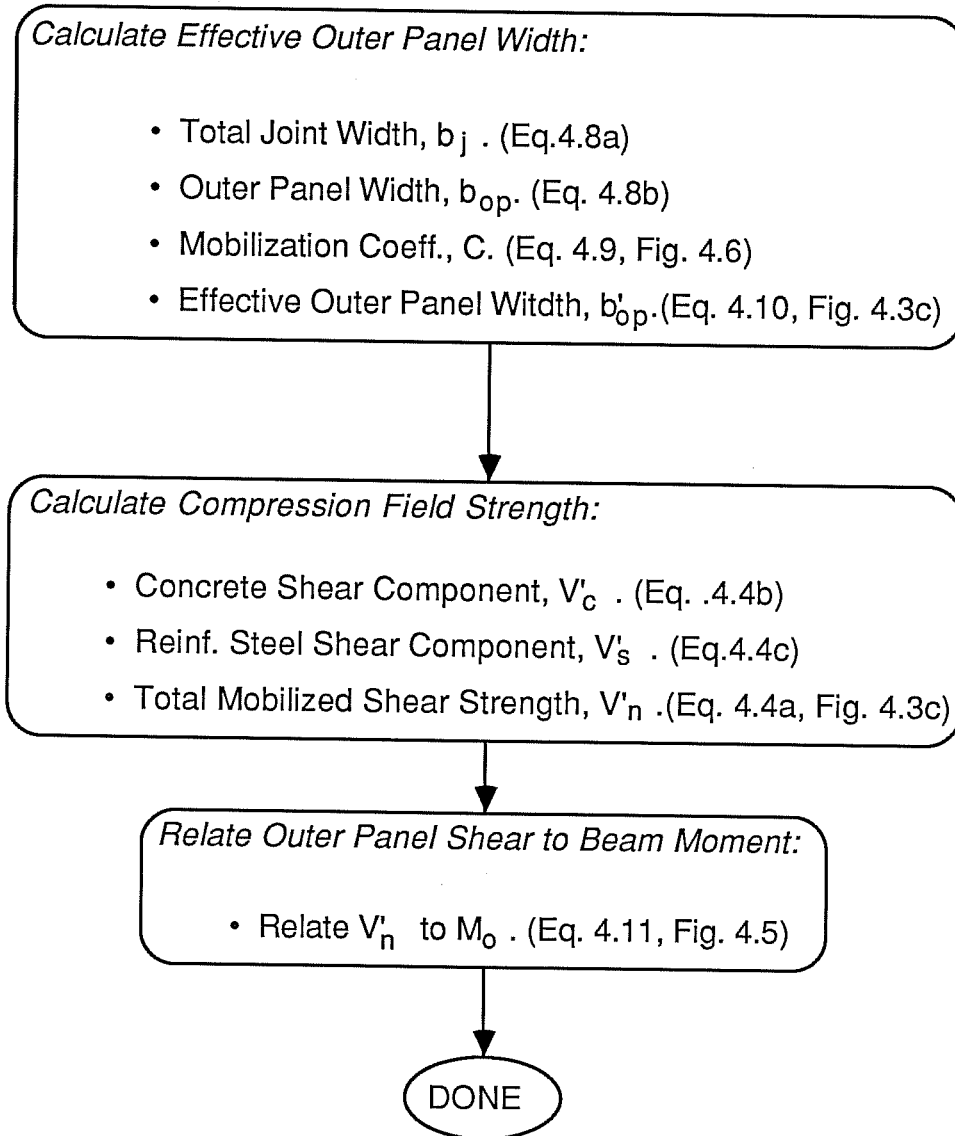 Calculate Effective Outer Panel Width:
• Total Joint Width, bj . (Eq.4.8a)
• Outer Panel Width, bop. (Eq. 4.8b)
• Mobilization Coeff., C. (Eq. 4.9, Fig. 4.6)
• Effective Outer Panel Witdth, b'op.(Eq. 4.10, Fig. 4.3c)
Calculate Compression Field Strength:
• Concrete Shear Component, V'c . (Eq. .4.4b)
• Reinf. Steel Shear Component, V's . (Eq.4.4c)
• Total Mobilized Shear Strength, V'n .(Eq. 4.4a, Fig. 4.3c)
Relate Outer Panel Shear to Beam Moment:
• Relate V'n to Mo . (Eq. 4.11, Fig. 4.5)
DONE